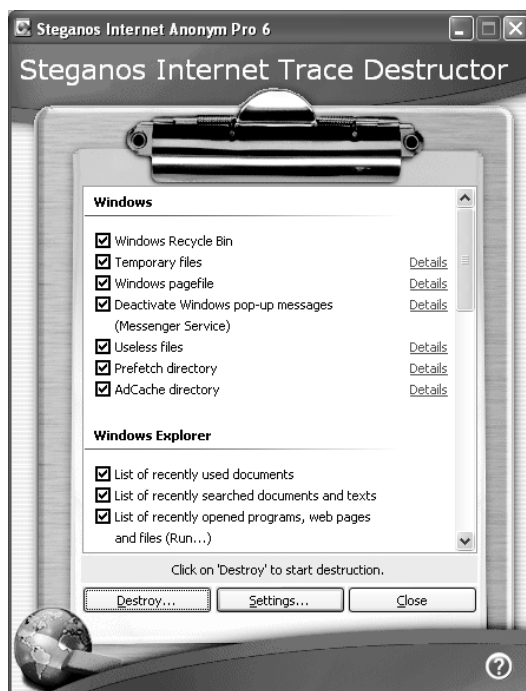 Steganos Internet Anonym Pro 6
Steganos Internet Trace Destructor
Windows
Windows Recycle Bin
Temporary files Details
Windows pagefile Details
Deactivate Windows pop-up messages Details
(Messenger Service)
Useless files Details
Prefetch directory Details
AdCache directory Details
Windows Explorer
List of recently used documents
List of recently searched documents and texts
List of recently opened programs, web pages
and files (Run...)
Click on 'Destroy' to start destruction.
Destroy... Settings... Close
?